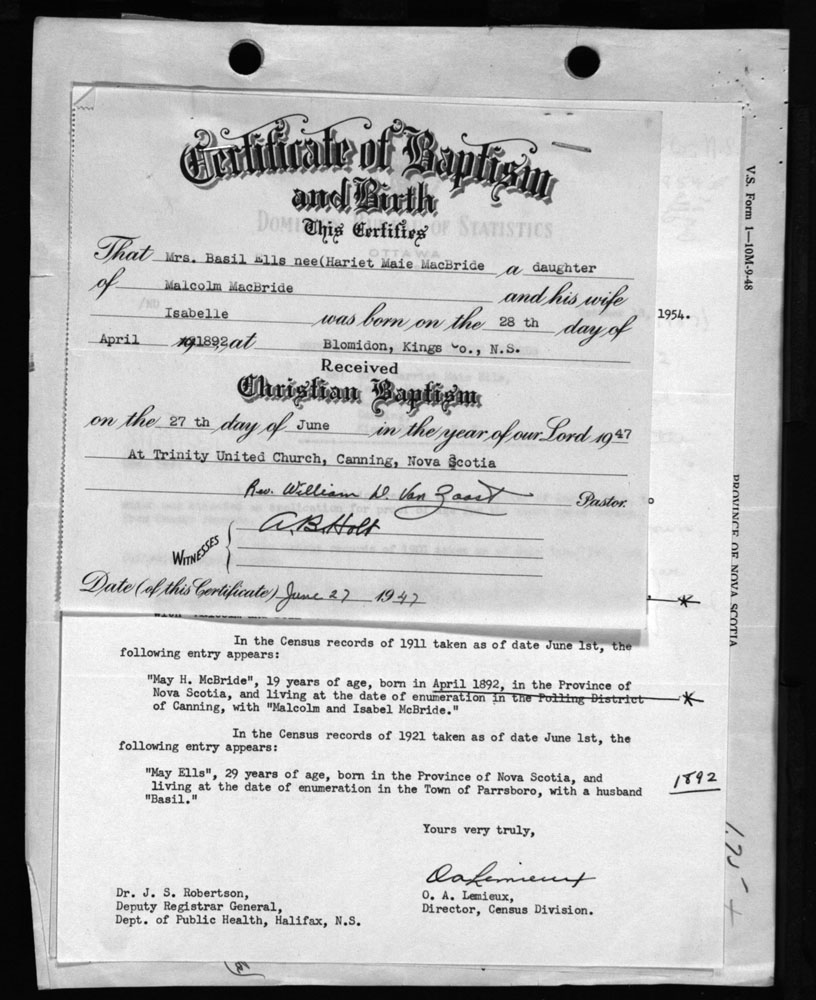 Certificate of Baptism
and Birth
DOMINION BUREAU OF STATISTICS
This Certifies
OTTAWA
That Mrs. Basil Ells nee(Hariet Maie MacBride a daughter
of Malcolm MacBride and his wife
Isabelle was born on the 28 th day of
1954.
April 1892, at Blomidon, Kings Co., N.S.
Received
Christian Baptism
on the 27 th day of June in the year of our Lord 1947
At Trinity United Church, Canning, Nova Scotia
Rev. William D. Van Zoost Pastor.
WITNESSES { A. B. Holt
Date (of this Certificate) June 27 1947
In the Census records of 1911 taken as of date June 1st, the
following entry appears:
"May H. McBride", 19 years of age, born in April 1892, in the Province of
Nova Scotia, and living at the date of enumeration in the Polling District
of Canning, with "Malcolm and Isabel McBride."
In the Census records of 1921 taken as of date June 1st, the
following entry appears:
"May Ells", 29 years of age, born in the Province of Nova Scotia, and
living at the date of enumeration in the Town of Parrsboro, with a husband
"Basil."
1892
Yours very truly,
O A Lemieux
Dr. J. S. Robertson,
Deputy Registrar General,
Dept. of Public Health, Halifax, N.S.
O. A. Lemieux,
Director, Census Division.
V.S. Form 1—10M-9-48
PROVINCE OF NOVA SCOTIA